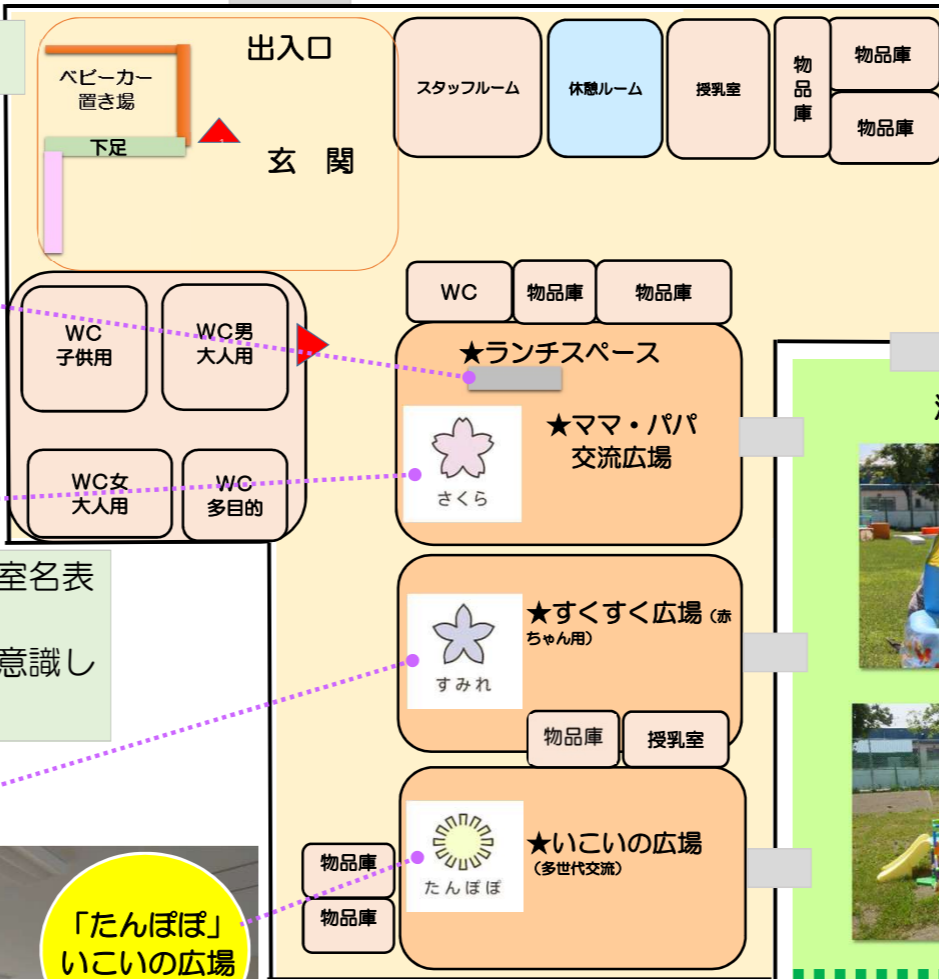 出入口
ベビーカー
置き場
下足
玄 関
スタッフルーム
休憩ルーム
授乳室
物品庫
物品庫
物品庫
WC
子供用
WC男
大人用
WC女
大人用
WC
多目的
WC
物品庫
物品庫
★ランチスペース
★ママ・パパ
交流広場
さくら
室名表
意識し
★すくすく広場（赤
ちゃん用）
すみれ
物品庫
授乳室
★いこいの広場
（多世代交流）
たんぽぽ
物品庫
物品庫
「たんぽぽ」
いこいの広場